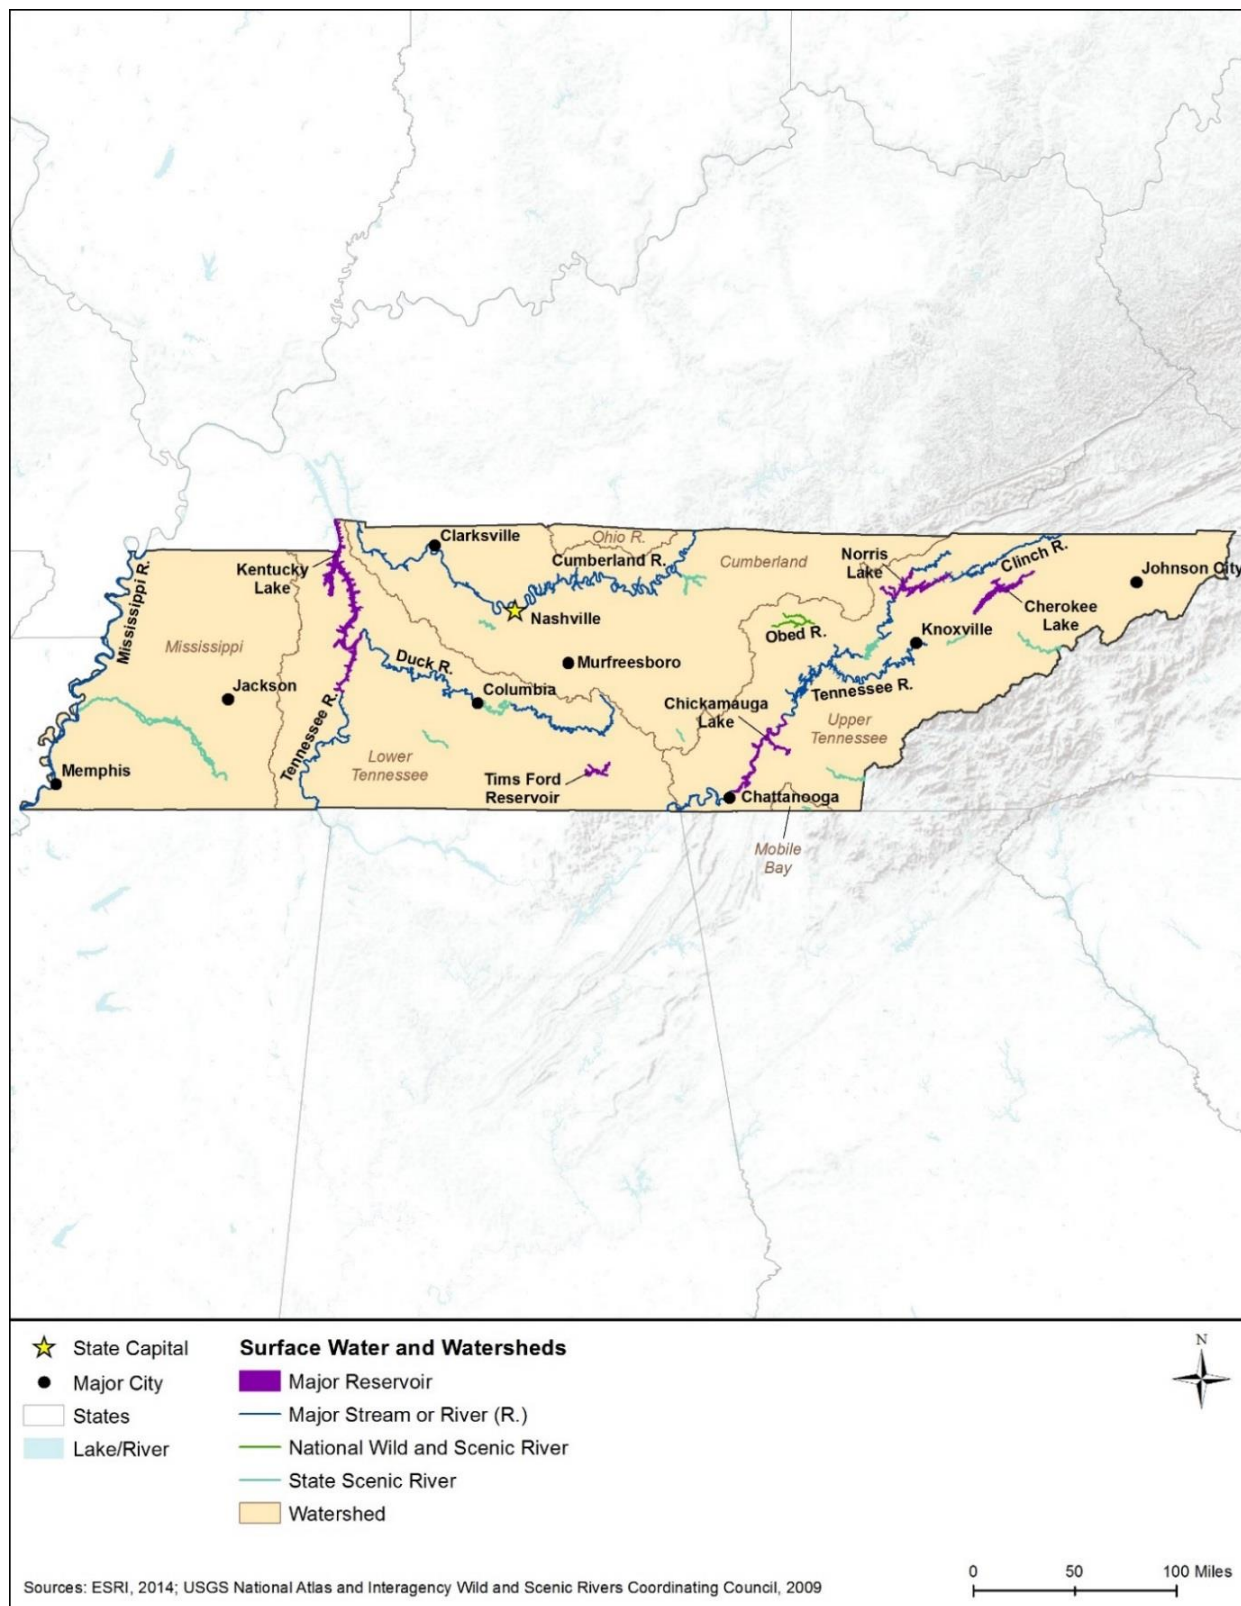 Clarksville
Ohio R.
Cumberland R.
Cumberland
Kentucky
Lake
Norris
Lake
Clinch R.
Johnson City
Mississippi R.
Nashville
Cherokee
Lake
Mississippi
Obed R.
Knoxville
Duck R.
Murfreesboro
Jackson
Columbia
Tennessee R.
Chickamauga
Lake
Tennessee R.
Upper
Tennessee
Memphis
Lower
Tennessee
Tims Ford
Reservoir
Chattanooga
Mobile
Bay
State Capital
Major City
States
Lake/River
Surface Water and Watersheds
Major Reservoir
Major Stream or River (R.)
National Wild and Scenic River
State Scenic River
Watershed
N
0 50 100 Miles
Sources: ESRI, 2014; USGS National Atlas and Interagency Wild and Scenic Rivers Coordinating Council, 2009